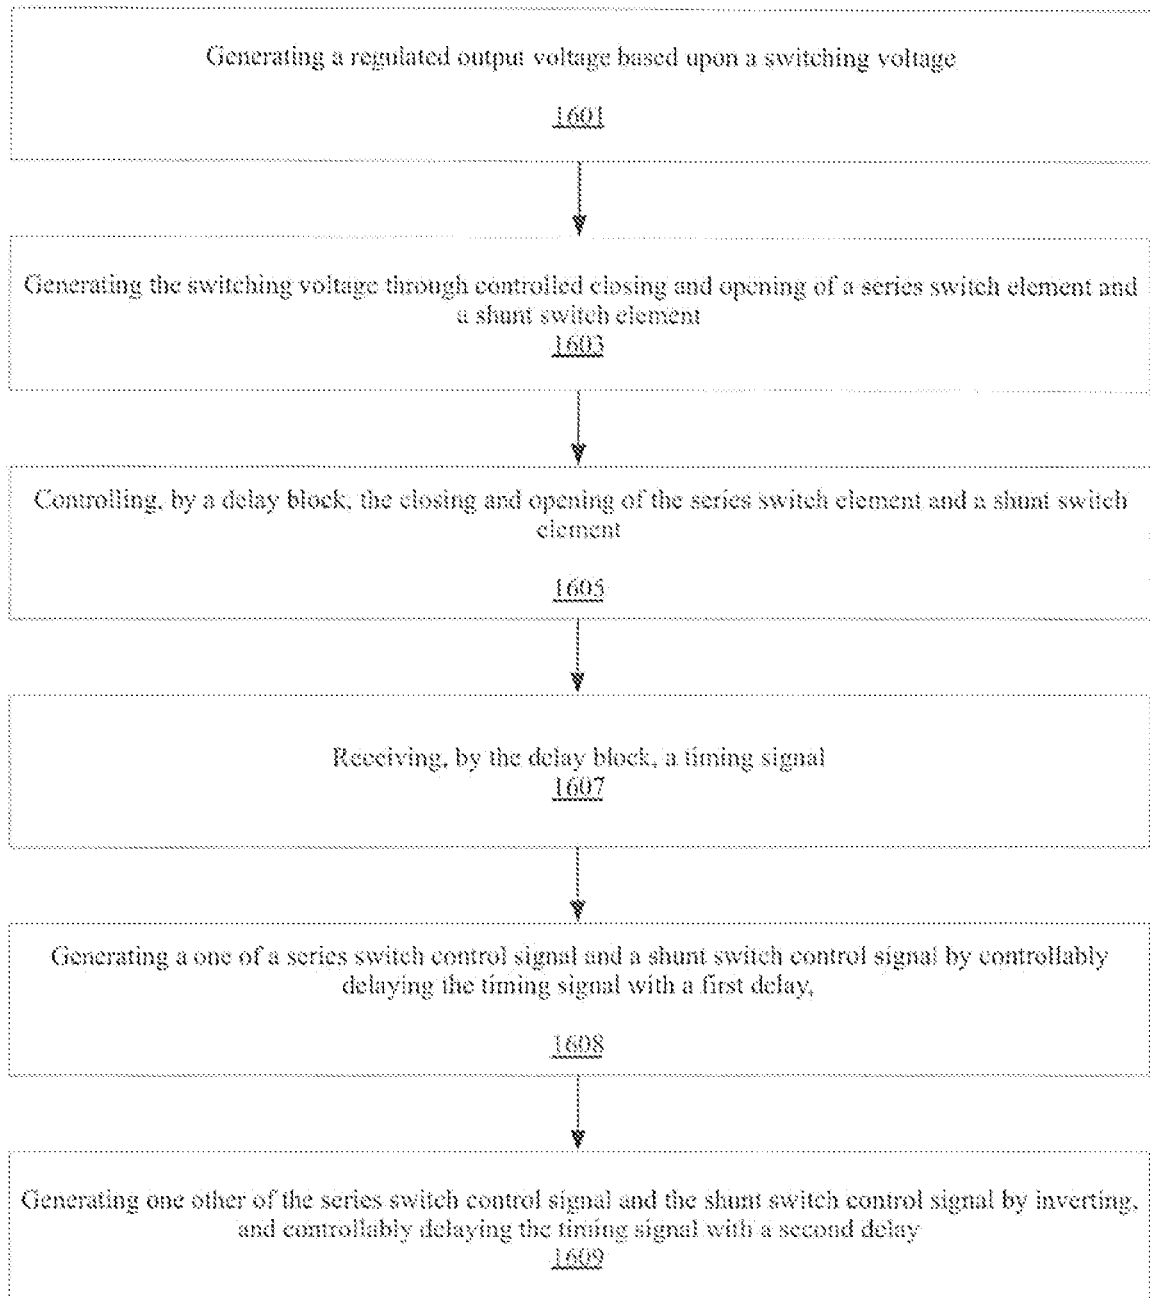 Generating a regulated output voltage based upon a switching voltage
1601
Generating the switching voltage through controlled closing and opening of a series switch element and
a shunt switch element
1603
Controlling, by a delay block, the closing and opening of the series switch element and a shunt switch
element
1605
Receiving, by the delay block, a timing signal
1607
Generating a one of a series switch control signal and a shunt switch control signal by controllably
delaying the timing signal with a first delay,
1608
Generating one other of the series switch control signal and the shunt switch control signal by inverting,
and controllably delaying the timing signal with a second delay
1609